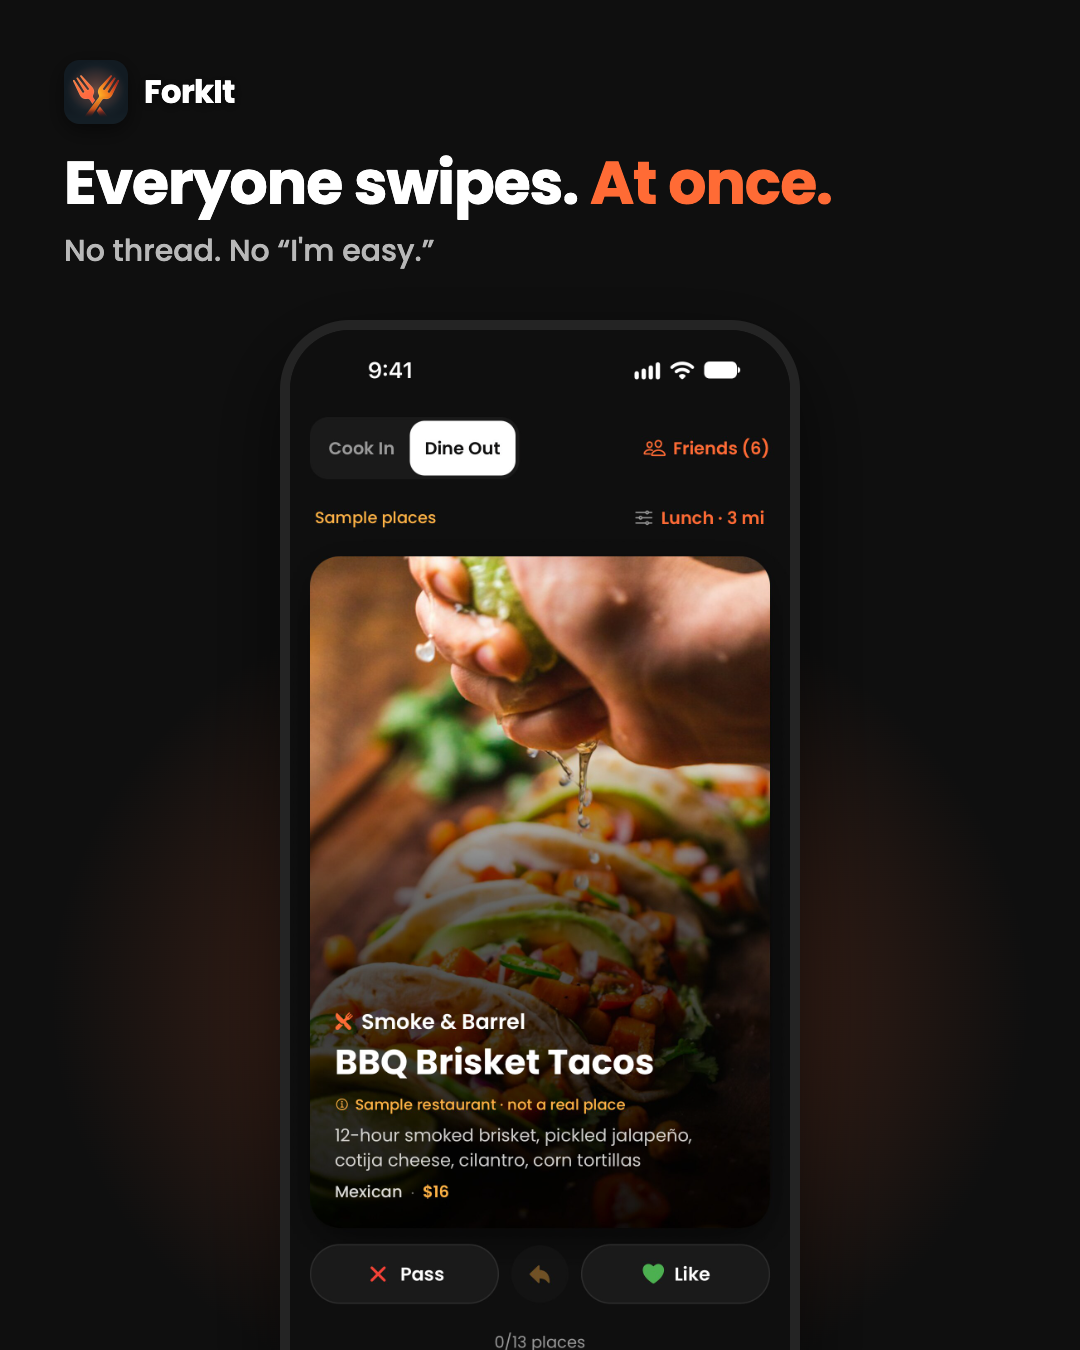 ForkIt
Everyone swipes. At once.
No thread. No “I'm easy.”
9:41
Cook In
Dine Out
Friends (6)
Sample places
Lunch · 3 mi
Smoke & Barrel
BBQ Brisket Tacos
Sample restaurant · not a real place
12-hour smoked brisket, pickled jalapeño,
cotija cheese, cilantro, corn tortillas
Mexican · $16
Pass
Like
0/13 places